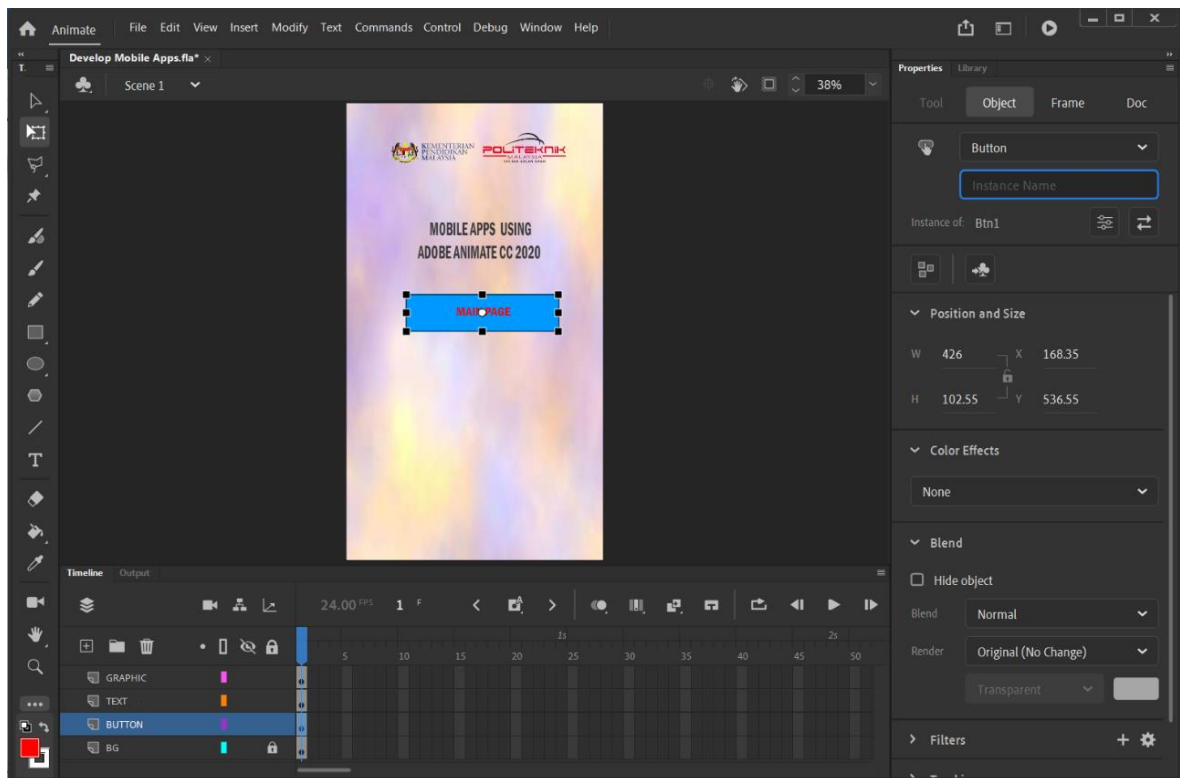 Animate File Edit View Insert Modify Text Commands Control Debug Window Help
Develop Mobile Apps.fla* ×
Scene 1
38%
KEMENTERIAN
PENDIDIKAN
MALAYSIA
POLITEKNIK
MALAYSIA
MOBILE APPS USING
ADOBE ANIMATE CC 2020
MAIN PAGE
T.
Properties Library
Tool Object Frame Doc
Button
Instance Name
Instance of: Btn1
Position and Size
W 426 X 168.35
H 102.55 Y 536.55
Color Effects
None
Blend
Hide object
Blend Normal
Render Original (No Change)
Transparent
Filters
Timeline Output
24.00 FPS 1 F
1s 2s
5 10 15 20 25 30 35 40 45 50
GRAPHIC
TEXT
BUTTON
BG